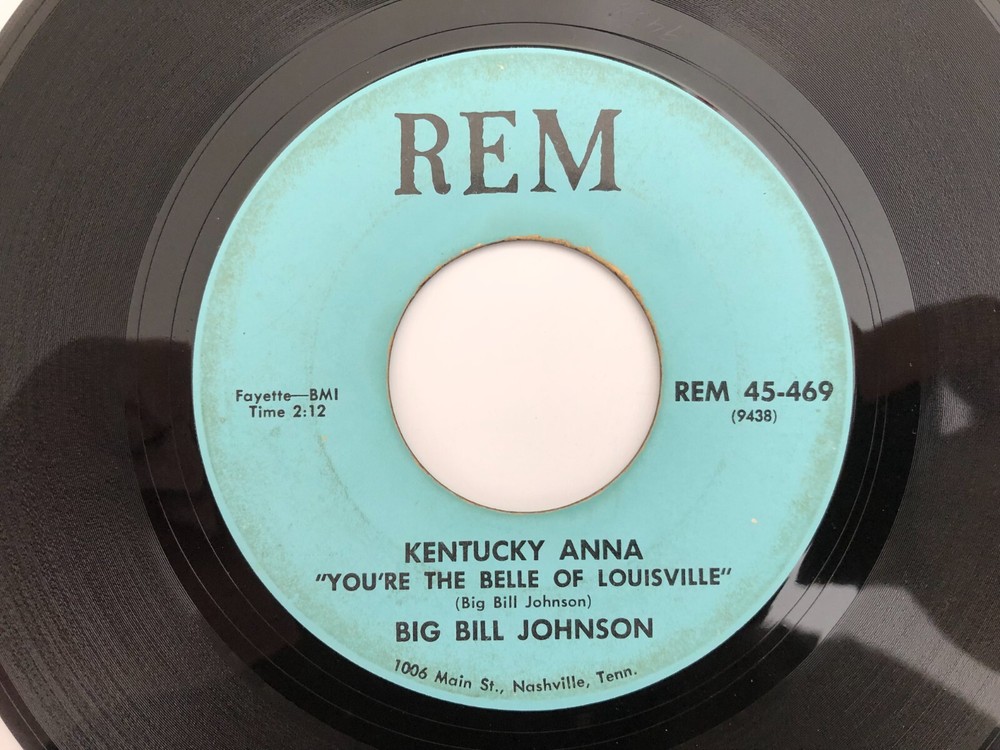 REM
Fayette—BMI
Time 2:12
REM 45-469
(9438)
KENTUCKY ANNA
"YOU'RE THE BELLE OF LOUISVILLE"
(Big Bill Johnson)
BIG BILL JOHNSON
1006 Main St., Nashville, Tenn.